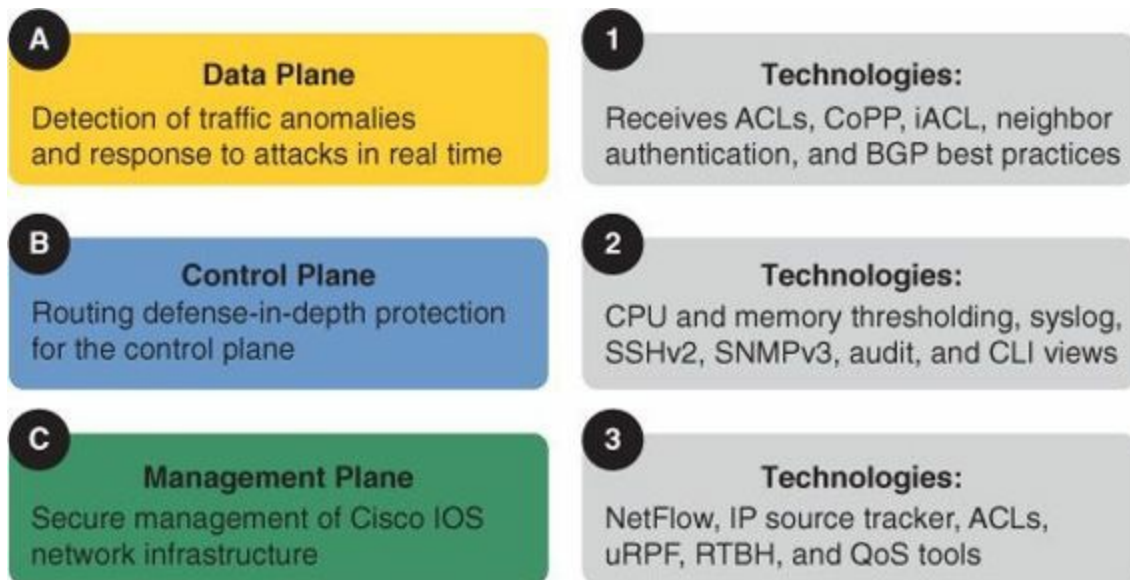 A
Data Plane
Detection of traffic anomalies
and response to attacks in real time
1
Technologies:
Receives ACLs, CoPP, iACL, neighbor
authentication, and BGP best practices
B
Control Plane
Routing defense-in-depth protection
for the control plane
2
Technologies:
CPU and memory thresholding, syslog,
SSHv2, SNMPv3, audit, and CLI views
C
Management Plane
Secure management of Cisco IOS
network infrastructure
3
Technologies:
NetFlow, IP source tracker, ACLs,
uRPF, RTBH, and QoS tools